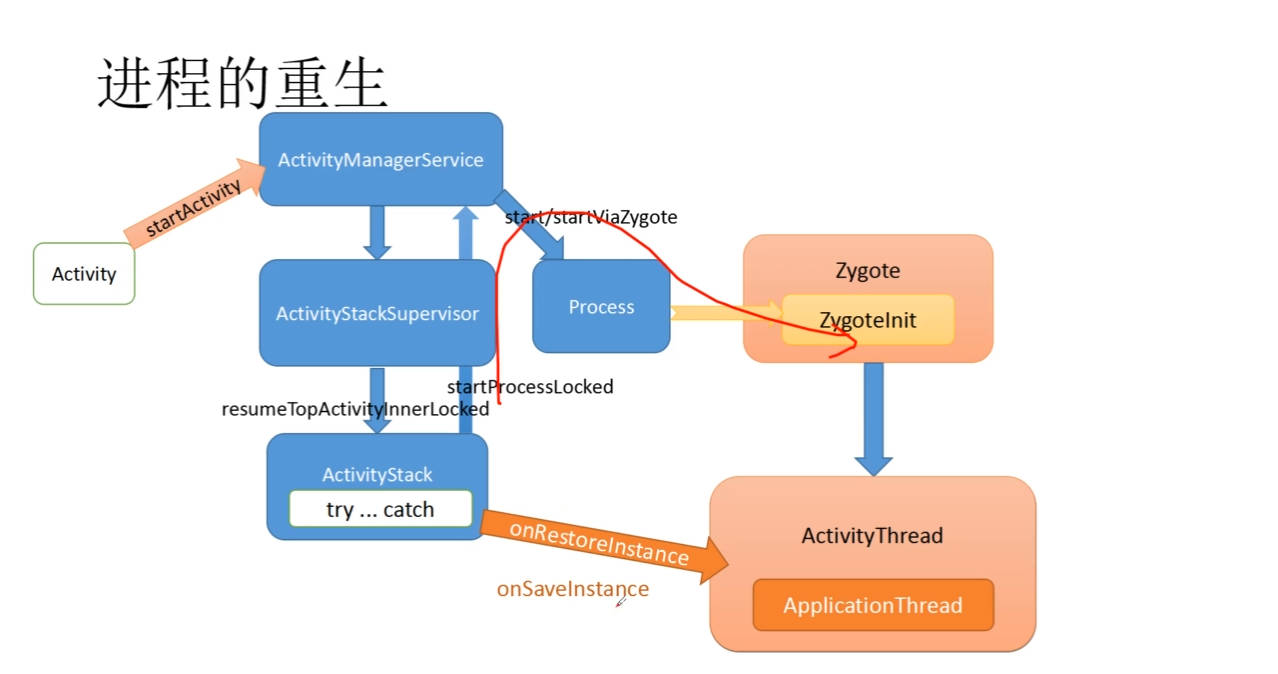 进程的重生
ActivityManagerService
startActivity
start/startViaZygote
Activity
Zygote
ActivityStackSupervisor
Process
ZygoteInit
startProcessLocked
resumeTopActivityInnerLocked
ActivityStack
try ... catch
onRestoreInstance
ActivityThread
onSaveInstance
ApplicationThread